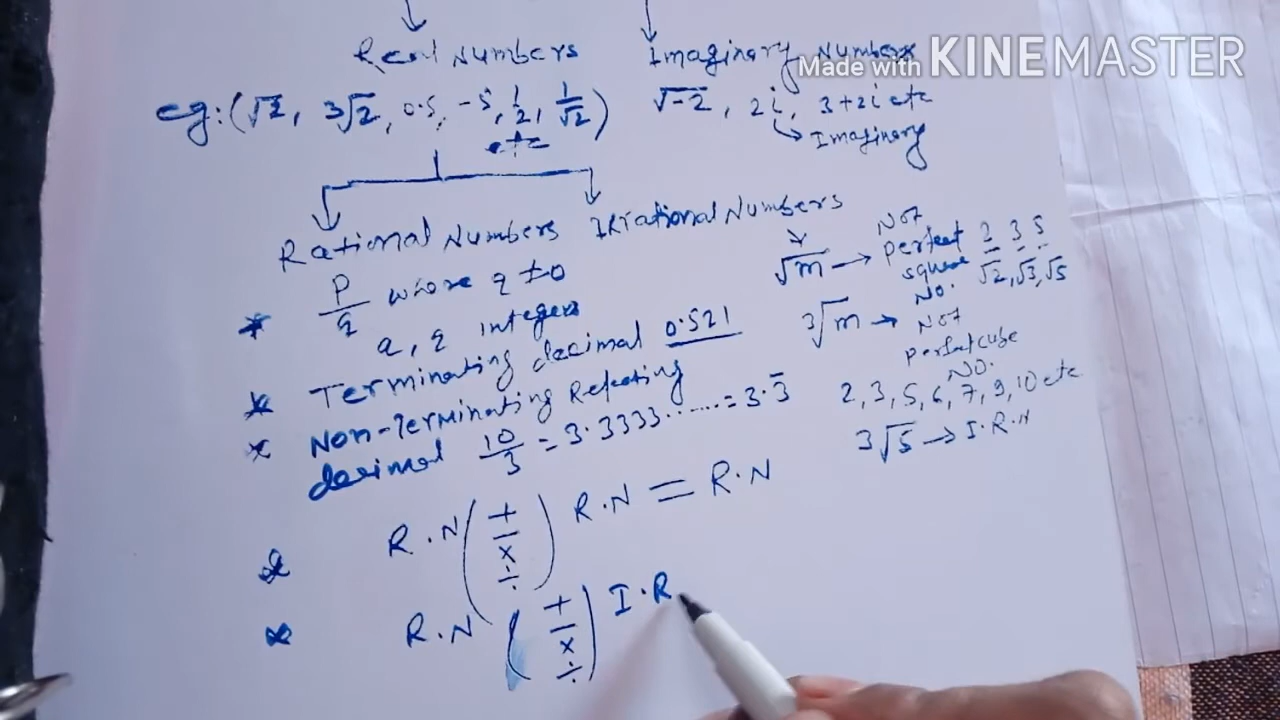 Real Numbers
Imaginary Numbers
Made with KINEMASTER
eg: (√2, 3√2, 0.5, -5, 1/2, 1/√2) etc
√-2, 2i, 3+2i etc
Imaginary
Rational Numbers
Irrational Numbers
* P/q where q ≠ 0
a, q integers
* Terminating decimal 0.521
* Non-Terminating Repeating
decimal 10/3 = 3.3333....... = 3.3̄
√m → Not
perfect
square
No.
2 3 5
√2, √3, √5
3√m → Not
perfect cube
No.
2, 3, 5, 6, 7, 9, 10 etc
3√5 → I.R.N
* R.N (+ - × ÷) R.N = R.N
* R.N (+ - × ÷) I.R